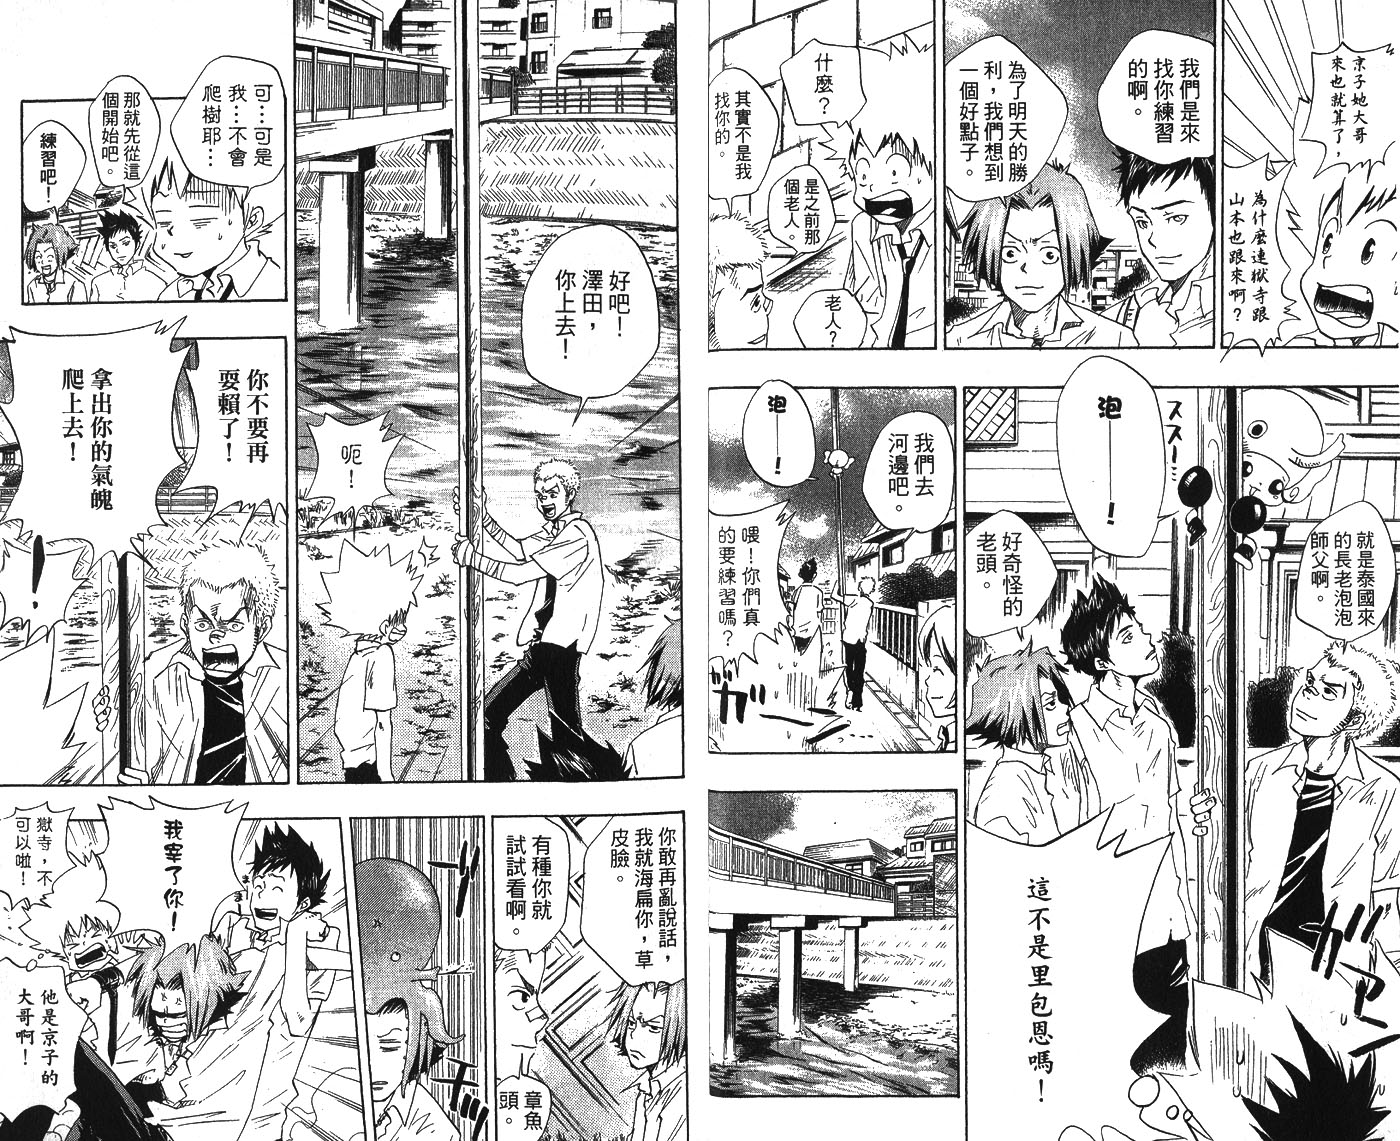 京子她大哥
來也就算了，
為什麼連獄寺跟
山本也跟來啊？
我們是來
找你練習
的啊。
為了明天的勝
利，我們想到
一個好點子。
什麼？
其實不是我
找你的。
是之前那
個老人。
老人？
就是泰國來
的長老泡泡
師父啊。
ススー
泡——！
好奇怪的
老頭。
這不是里包恩嗎！
我們去
河邊吧。
泡——！
喂！你們真
的要練習嗎？
ガーン
好吧！
澤田，
你上去！
呃！
可…可是
我…不會
爬樹耶…
那就先從這
個開始吧。
練習吧！
你不要再
耍賴了！
拿出你的氣魄
爬上去！
！
你敢再亂說話，
我就海扁你，草
皮臉。
有種你就
試試看啊。
章魚
頭。
我宰了你！
獄寺，不
可以啦！
他是京子的
大哥啊！